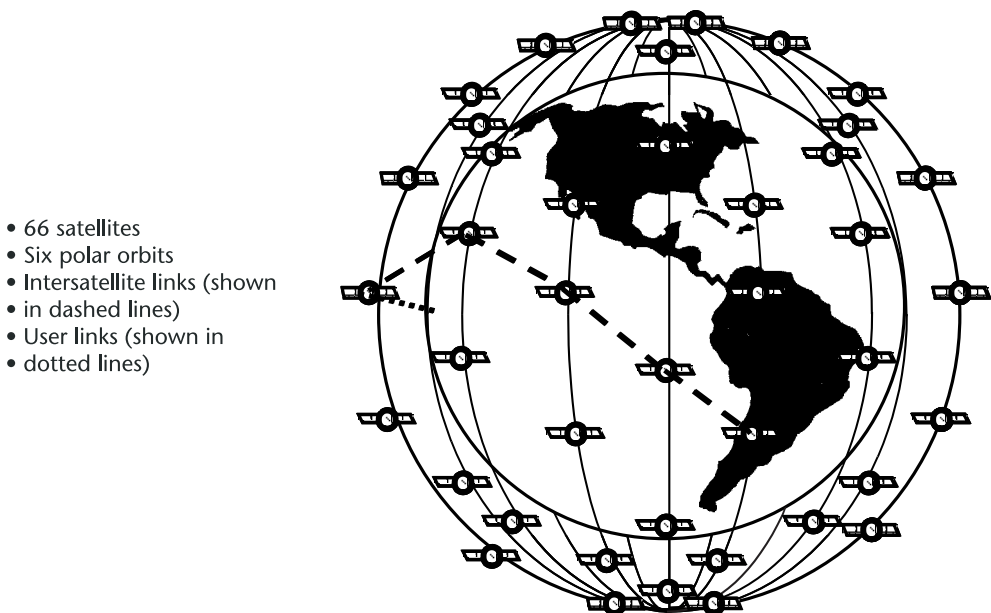 • 66 satellites
• Six polar orbits
• Intersatellite links (shown
• in dashed lines)
• User links (shown in
• dotted lines)